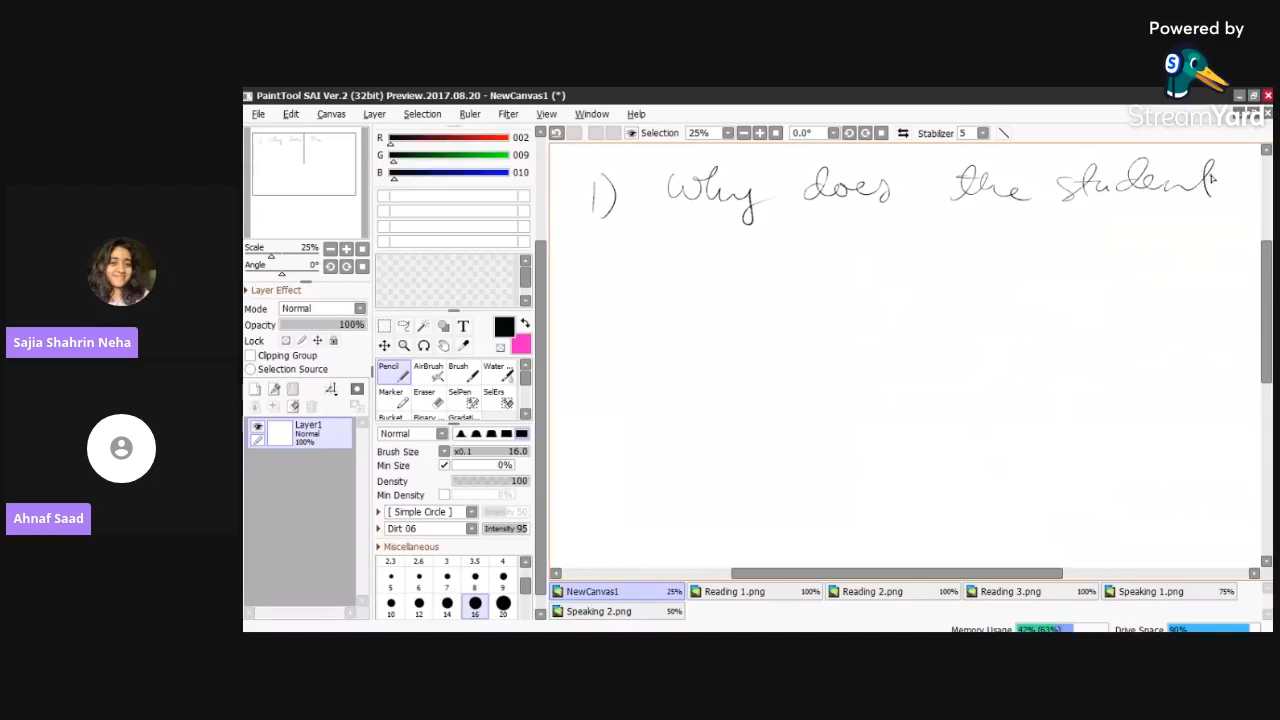 Powered by
S
StreamYard
PaintTool SAI Ver.2 (32bit) Preview.2017.08.20 - NewCanvas1 (*)
File Edit Canvas Layer Selection Ruler Filter View Window Help
Selection 25% 0.0° Stabilizer 5
R 002
G 009
B 010
1) Why does the student
Scale 25%
Angle 0°
Layer Effect
Mode Normal
Opacity 100%
Lock
Clipping Group
Selection Source
Layer1
Normal
100%
T
Pencil AirBrush Brush Water ...
Marker Eraser SelPen SelErs
Bucket Binary ... Gradati...
Normal
Brush Size x0.1 16.0
Min Size 0%
Density 100
Min Density 0%
[ Simple Circle ] Intensity 50
Dirt 06 Intensity 95
Miscellaneous
2.3 2.6 3 3.5 4
5 6 7 8 9
10 12 14 16 20
NewCanvas1 25% Reading 1.png 100% Reading 2.png 100% Reading 3.png 100% Speaking 1.png 75%
Speaking 2.png 50%
Memory Usage 42% (63%) Drive Space 90%
Sajia Shahrin Neha
Ahnaf Saad